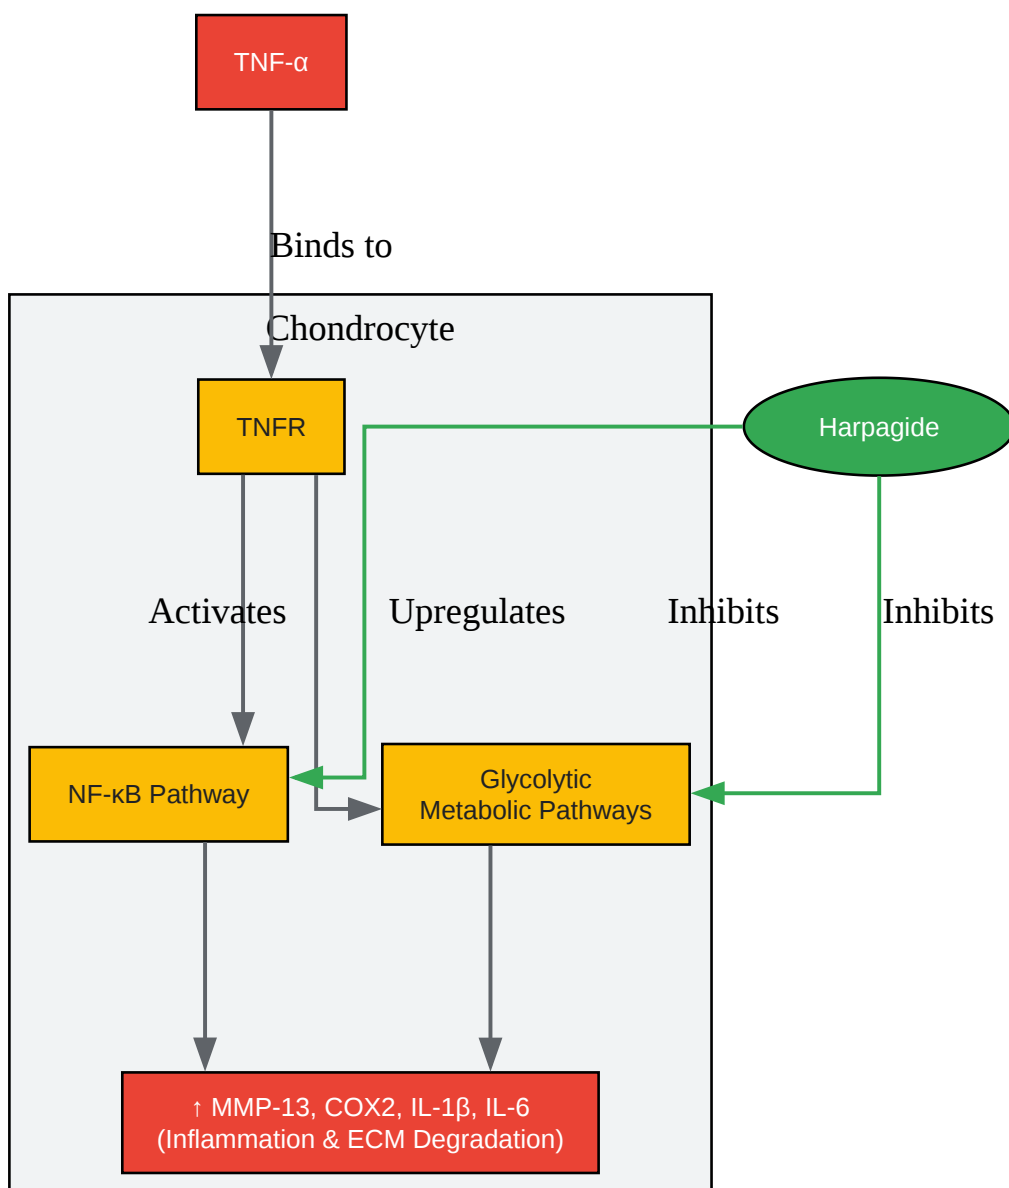 TNF-α
Binds to
Chondrocyte
TNFR
Harpagide
Activates
Upregulates
Inhibits
Inhibits
NF-κB Pathway
Glycolytic
Metabolic Pathways
↑ MMP-13, COX2, IL-1β, IL-6
(Inflammation & ECM Degradation)